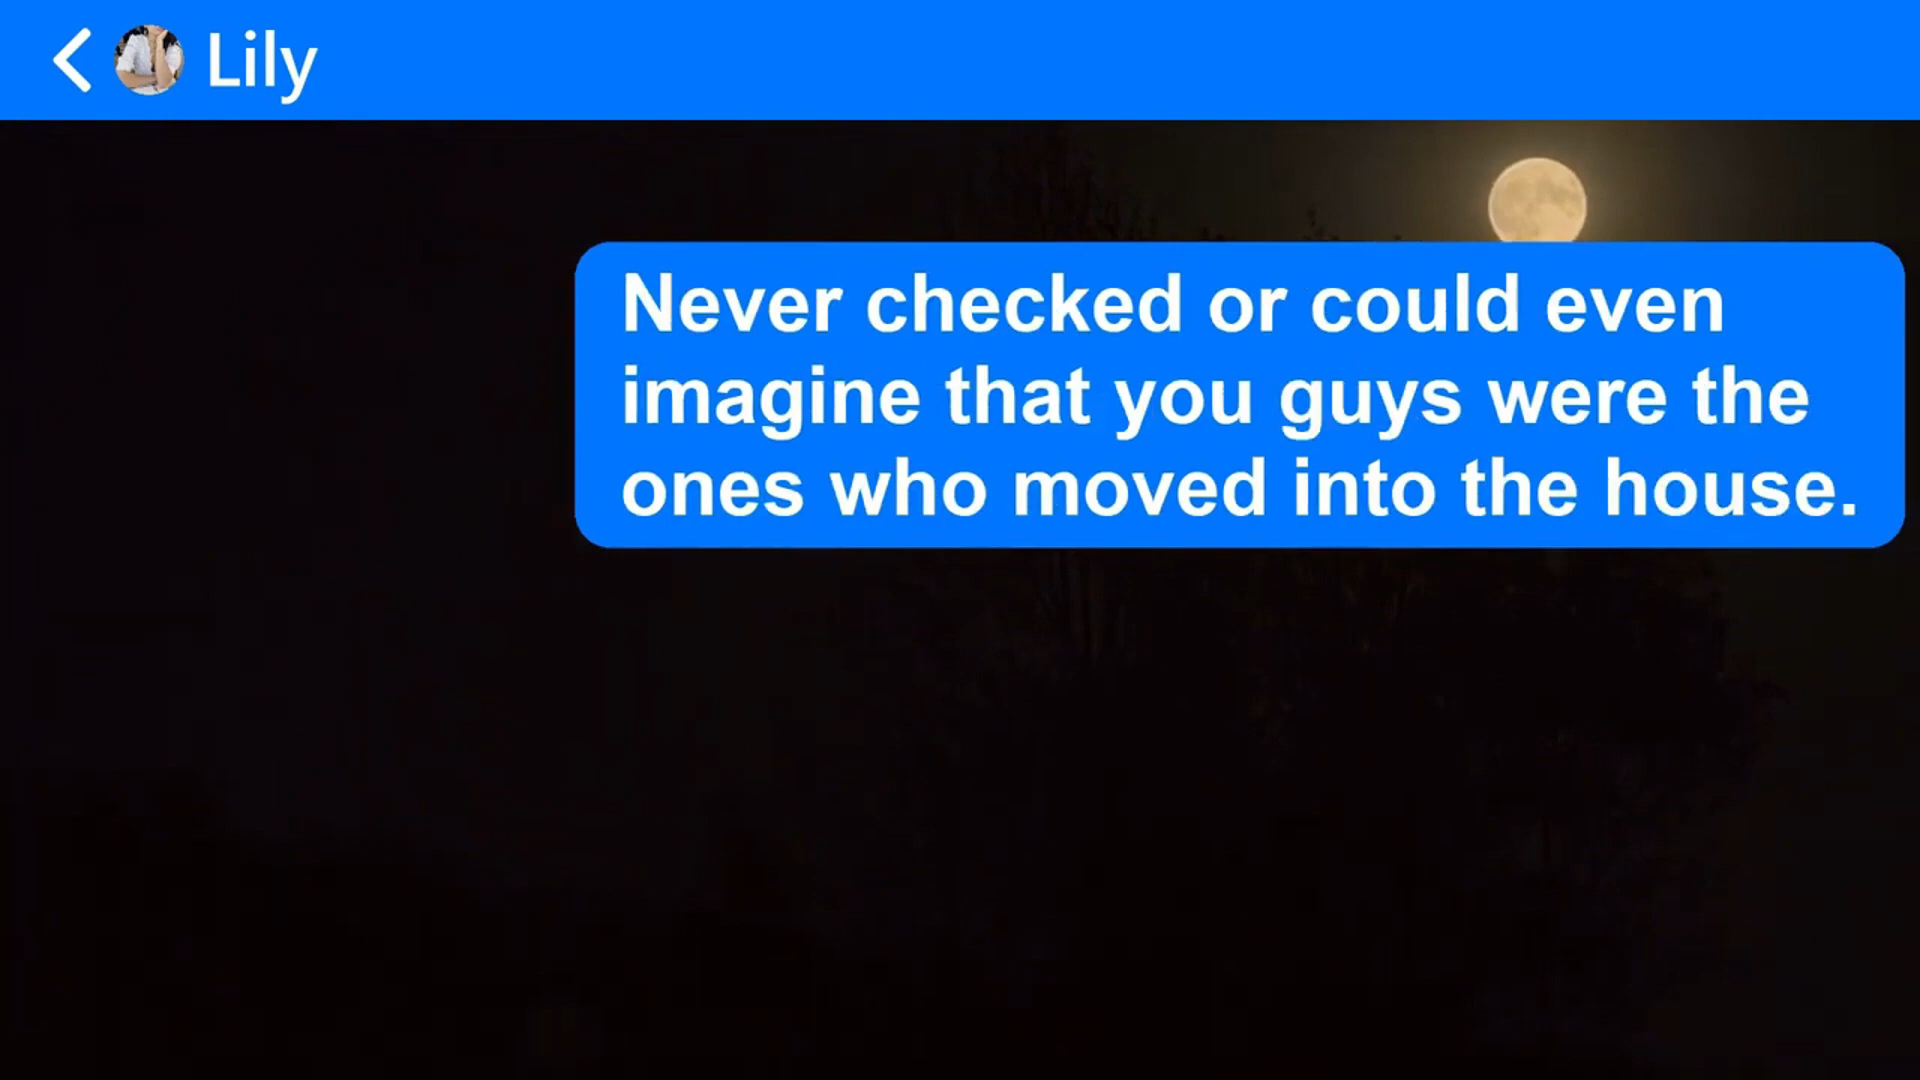 Lily
Never checked or could even
imagine that you guys were the
ones who moved into the house.